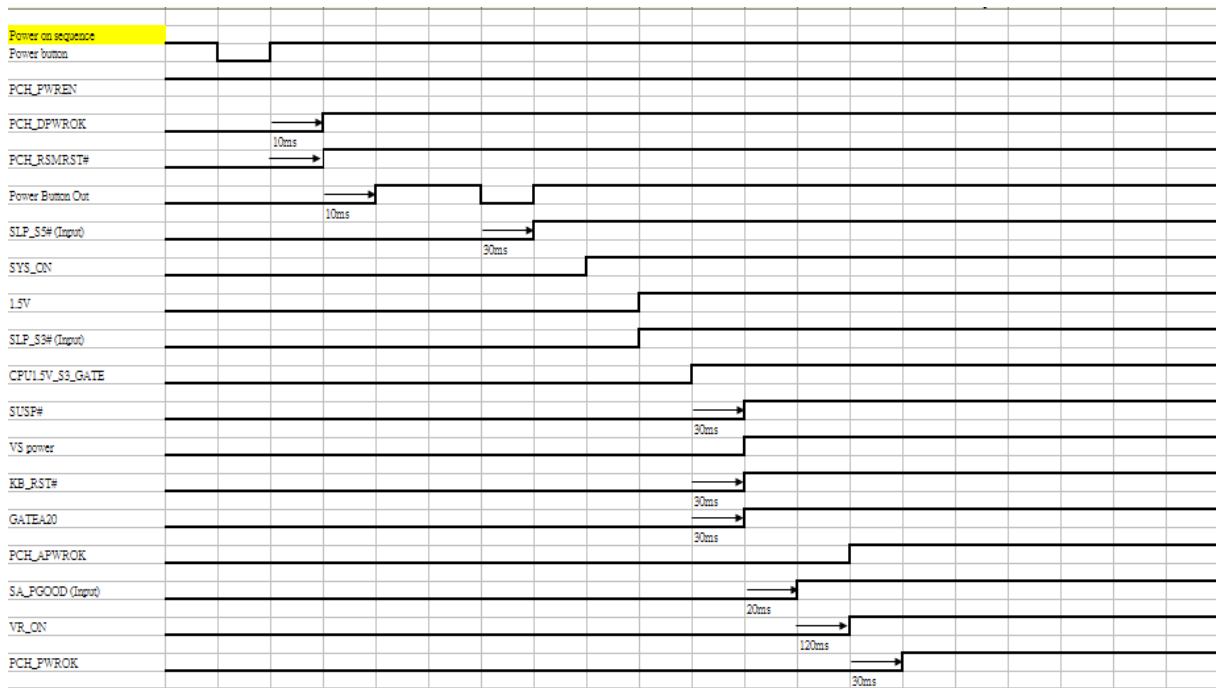 Power on sequence
Power button
PCH_PWREN
PCH_DPWROK
10ms
PCH_RSMRST#
Power Button Out
10ms
SLP_S5# (Input)
30ms
SYS_ON
1.5V
SLP_S3# (Input)
CPU1.5V_S3_GATE
SUSP#
30ms
VS power
KB_RST#
30ms
GATEA20
30ms
PCH_APWROK
SA_PGOOD (Input)
20ms
VR_ON
120ms
PCH_PWROK
30ms